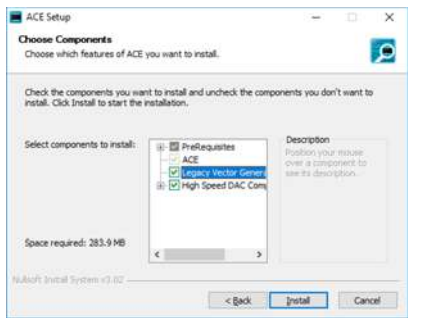 ACE Setup
Choose Components
Choose which features of ACE you want to install.
Check the components you want to install and uncheck the components you don't want to
install. Click Install to start the installation.
Select components to install:
PreRequisites
ACE
Legacy Vector Genera
High Speed DAC Comp
Description
Position your mouse
over a component to
see its description.
Space required: 283.9 MB
Nullsoft Install System v3.02
< Back
Install
Cancel